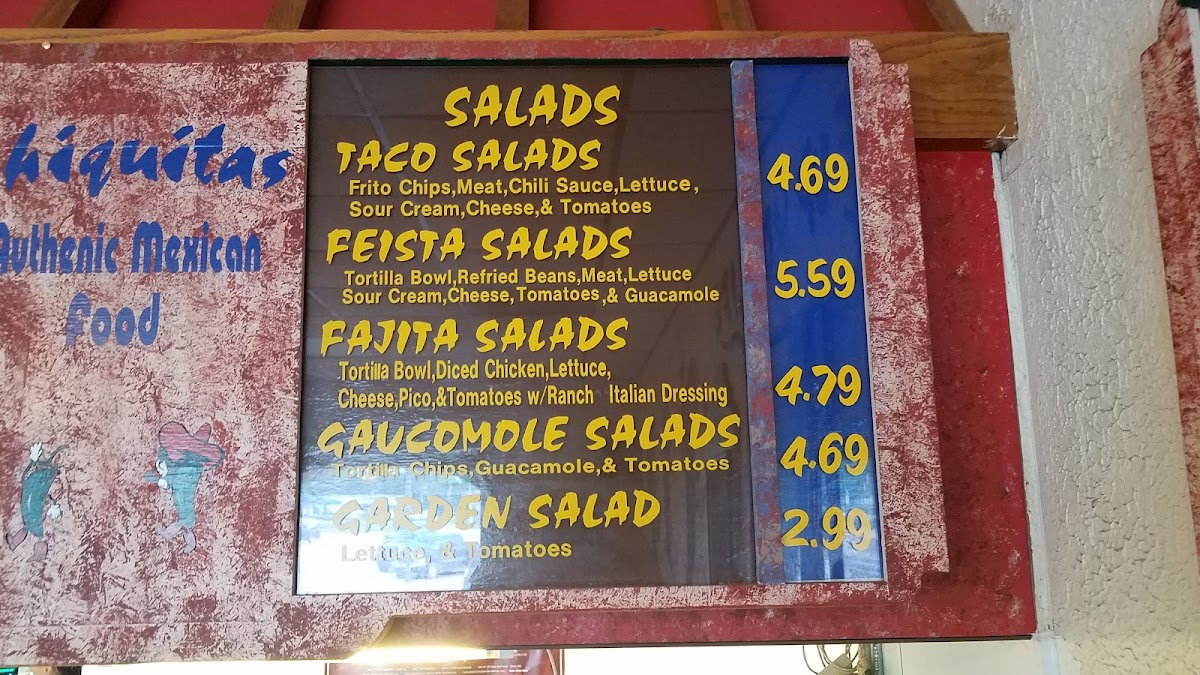 hiquitas
Authenic Mexican
Food
SALADS
TACO SALADS 4.69
Frito Chips,Meat,Chili Sauce,Lettuce,
Sour Cream,Cheese,& Tomatoes
FEISTA SALADS 5.59
Tortilla Bowl,Refried Beans,Meat,Lettuce
Sour Cream,Cheese,Tomatoes,& Guacamole
FAJITA SALADS 4.79
Tortilla Bowl,Diced Chicken,Lettuce,
Cheese,Pico,&Tomatoes w/Ranch Italian Dressing
GAUCOMOLE SALADS 4.69
Tortilla Chips,Guacamole,& Tomatoes
GARDEN SALAD 2.99
Lettuce, & Tomatoes